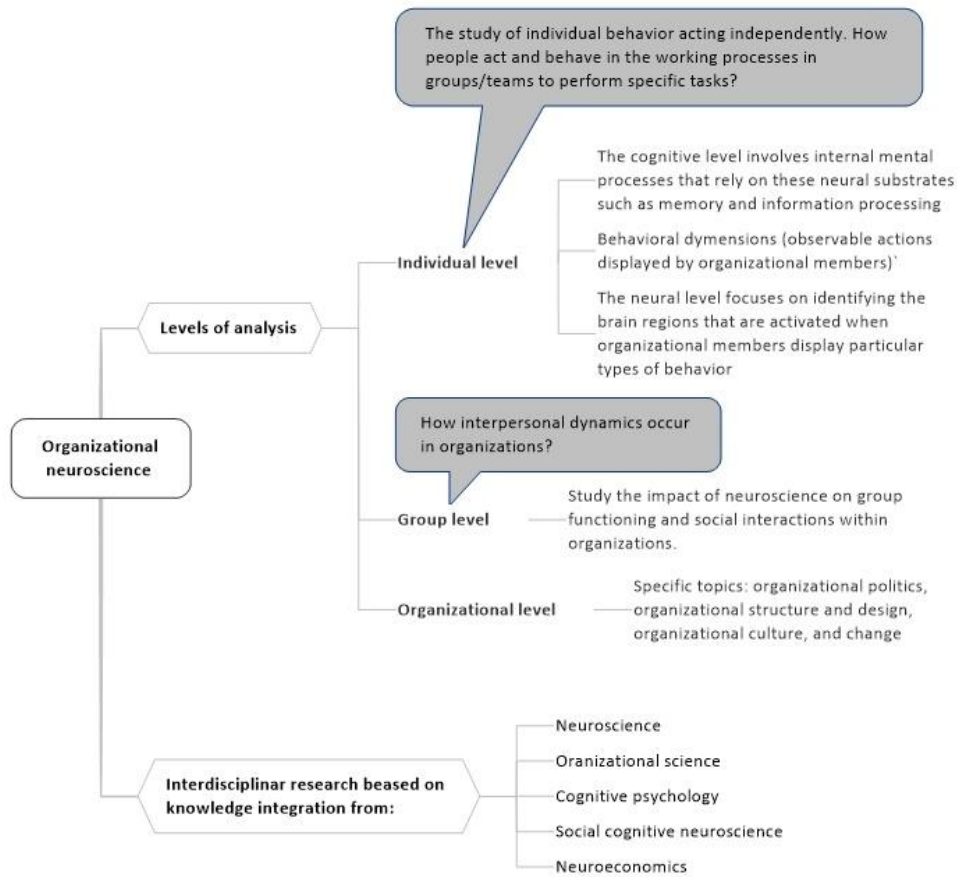 The study of individual behavior acting independently. How
people act and behave in the working processes in
groups/teams to perform specific tasks?
The cognitive level involves internal mental
processes that rely on these neural substrates
such as memory and information processing
Individual level
Behavioral dymensions (observable actions
displayed by organizational members)`
The neural level focuses on identifying the
brain regions that are activated when
organizational members display particular
types of behavior
Levels of analysis
Organizational
neuroscience
How interpersonal dynamics occur
in organizations?
Group level
Study the impact of neuroscience on group
functioning and social interactions within
organizations.
Organizational level
Specific topics: organizational politics,
organizational structure and design,
organizational culture, and change
Interdisciplinar research beased on
knowledge integration from:
Neuroscience
Oranizational science
Cognitive psychology
Social cognitive neuroscience
Neuroeconomics